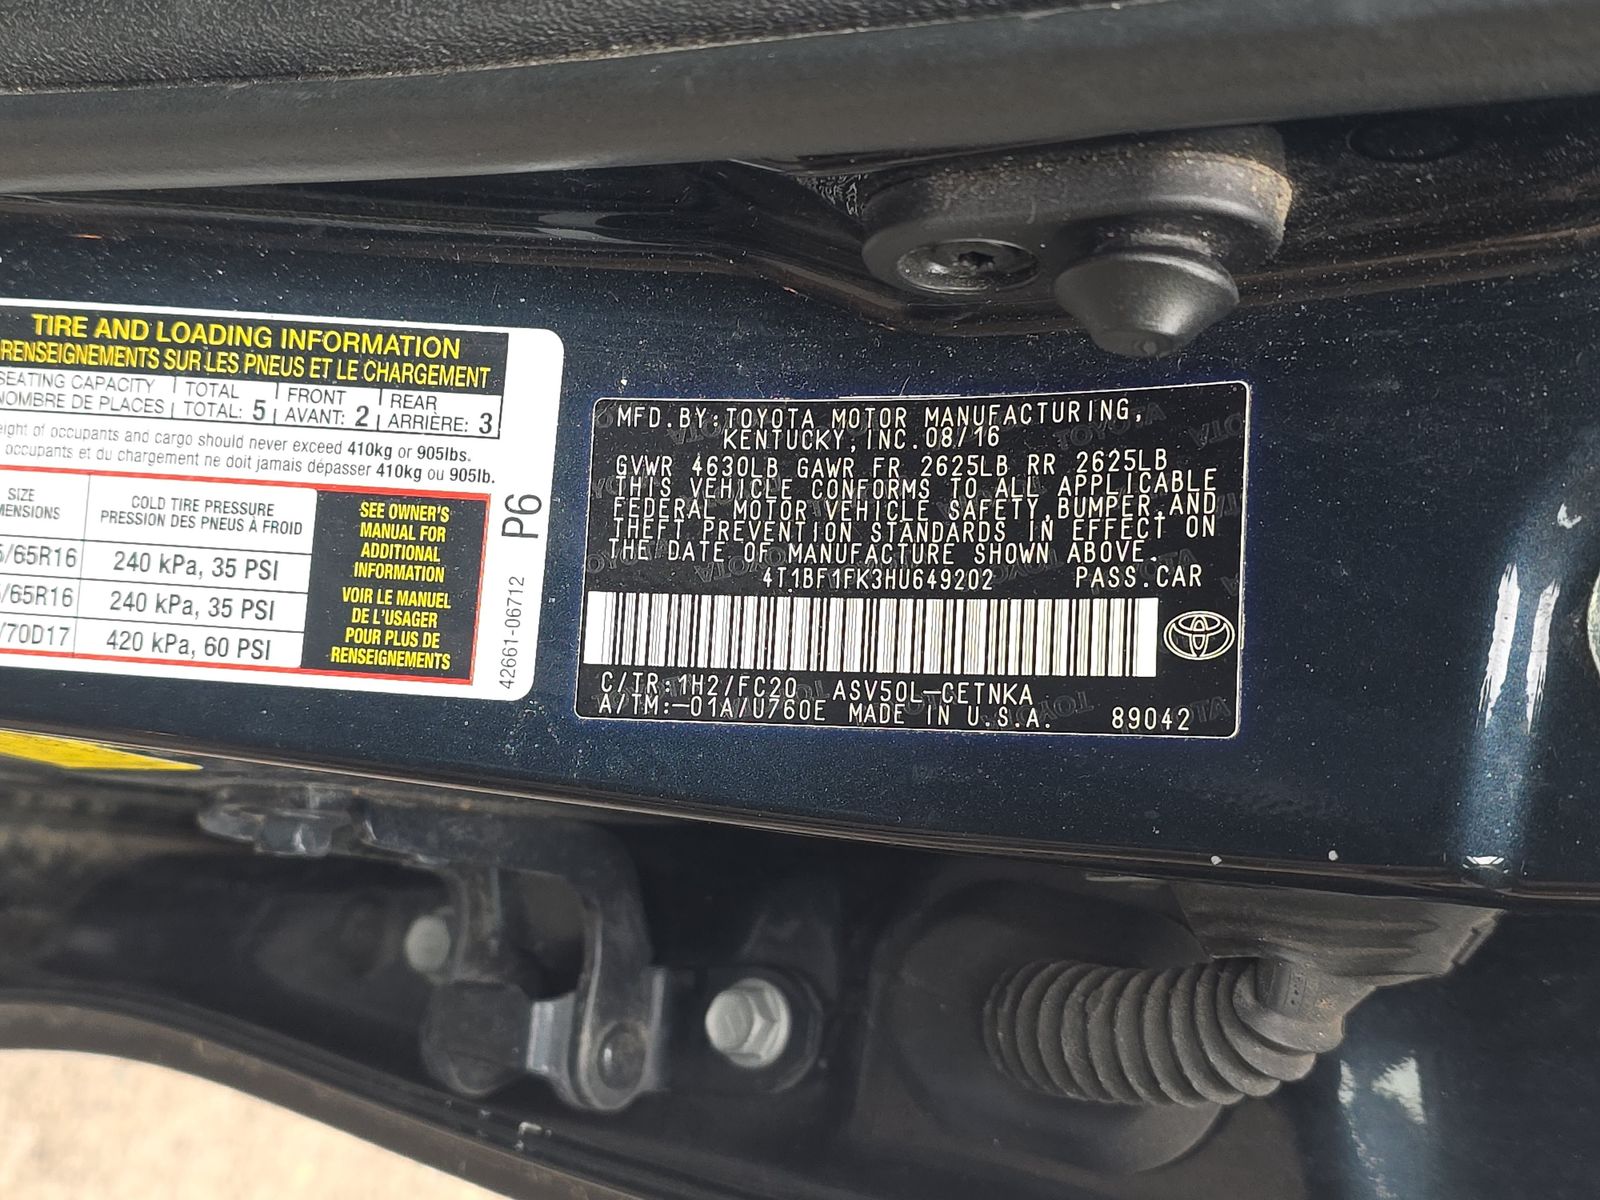 TIRE AND LOADING INFORMATION
RENSEIGNEMENTS SUR LES PNEUS ET LE CHARGEMENT
SEATING CAPACITY TOTAL FRONT REAR
NOMBRE DE PLACES TOTAL: 5 AVANT: 2 ARRIÈRE: 3
of occupants and cargo should never exceed 410kg or 905lbs.
occupants et du chargement ne doit jamais dépasser 410kg ou 905lb.
SIZE COLD TIRE PRESSURE
PRESSION DES PNEUS À FROID
/65R16 240 kPa, 35 PSI
/65R16 240 kPa, 35 PSI
/70D17 420 kPa, 60 PSI
SEE OWNER'S
MANUAL FOR
ADDITIONAL
INFORMATION
VOIR LE MANUEL
DE L'USAGER
POUR PLUS DE
RENSEIGNEMENTS
42661-06712 P6
MFD.BY:TOYOTA MOTOR MANUFACTURING,
KENTUCKY, INC.08/16
GVWR 4630LB GAWR FR 2625LB RR 2625LB
THIS VEHICLE CONFORMS TO ALL APPLICABLE
FEDERAL MOTOR VEHICLE SAFETY,BUMPER,AND
THEFT PREVENTION STANDARDS IN EFFECT ON
THE DATE OF MANUFACTURE SHOWN ABOVE.
4T1BF1FK3HU649202 PASS.CAR
C/TR:1H2/FC20 ASV50L-CETNKA
A/TM:-01A/U760E MADE IN U.S.A. 89042